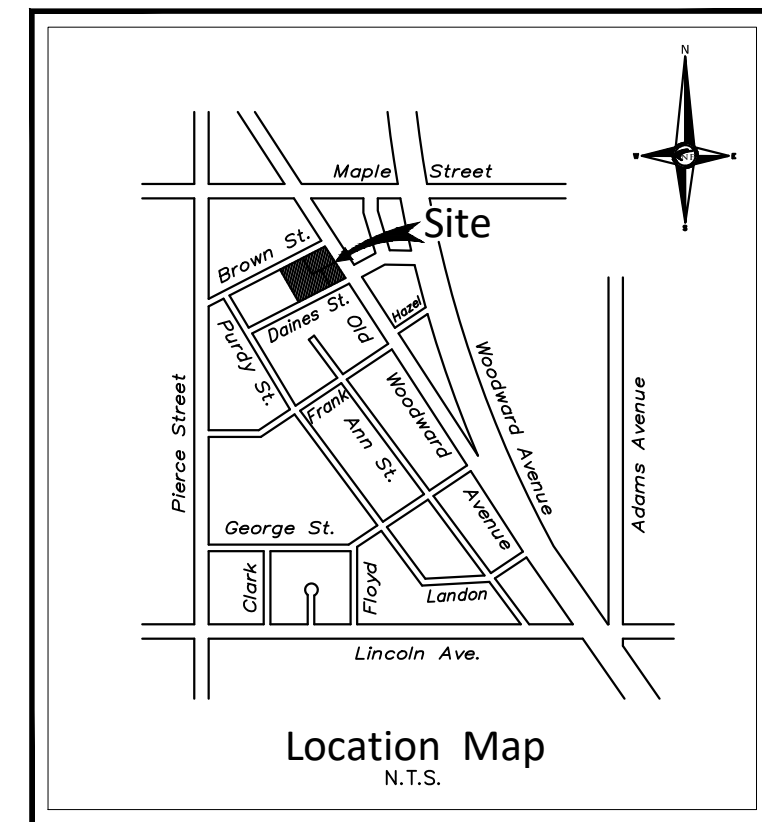 N
W
E
NF
S
Maple Street
Site
Brown St.
Hazel
Daines St.
Old
Woodward
Avenue
Purdy St.
Woodward Avenue
Frank
Ann St.
Pierce Street
Adams Avenue
George St.
Clark
Floyd
Landon
Lincoln Ave.
Location Map
N.T.S.